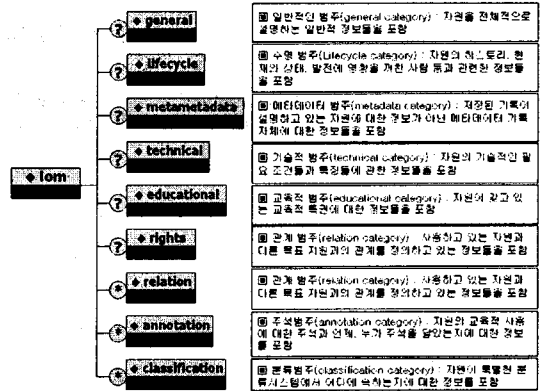 general
일반적인 범주(general category) : 자원을 전체적으로
설명하는 일반적 정보들을 포함
lifecycle
수명 범주(Lifecycle category) : 자원의 히스토리, 현
재의 상태, 발전에 영향을 끼친 사람 등과 관련한 정보들
을 포함
metametadata
메타데이터 범주(metadata category) : 저장된 기록이
설명하고 있는 자원에 대한 정보가 아닌 메타데이터 기록
자체에 대한 정보들을 포함
technical
기술적 범주(technical category) : 자원의 기술적인 필
요 조건들과 특징들에 관한 정보들을 포함
lom
educational
교육적 범주(educational category) : 자원이 갖고 있
는 교육적 특권에 대한 정보들을 포함
rights
관계 범주(relation category) : 사용하고 있는 자원과
다른 목표 자원과의 관계를 정의하고 있는 정보들을 포함
relation
관계 범주(relation category) : 사용하고 있는 자원과
다른 목표 자원과의 관계를 정의하고 있는 정보들을 포함
annotation
주석범주(annotation category) : 자원의 교육적 사용
에 대한 주석과 언제, 누가 주석을 달았는지에 대한 정보
를 포함
classification
분류범주(classification category) : 자원이 특별한 분
류시스템에서 어디에 속하는지에 대한 정보를 포함